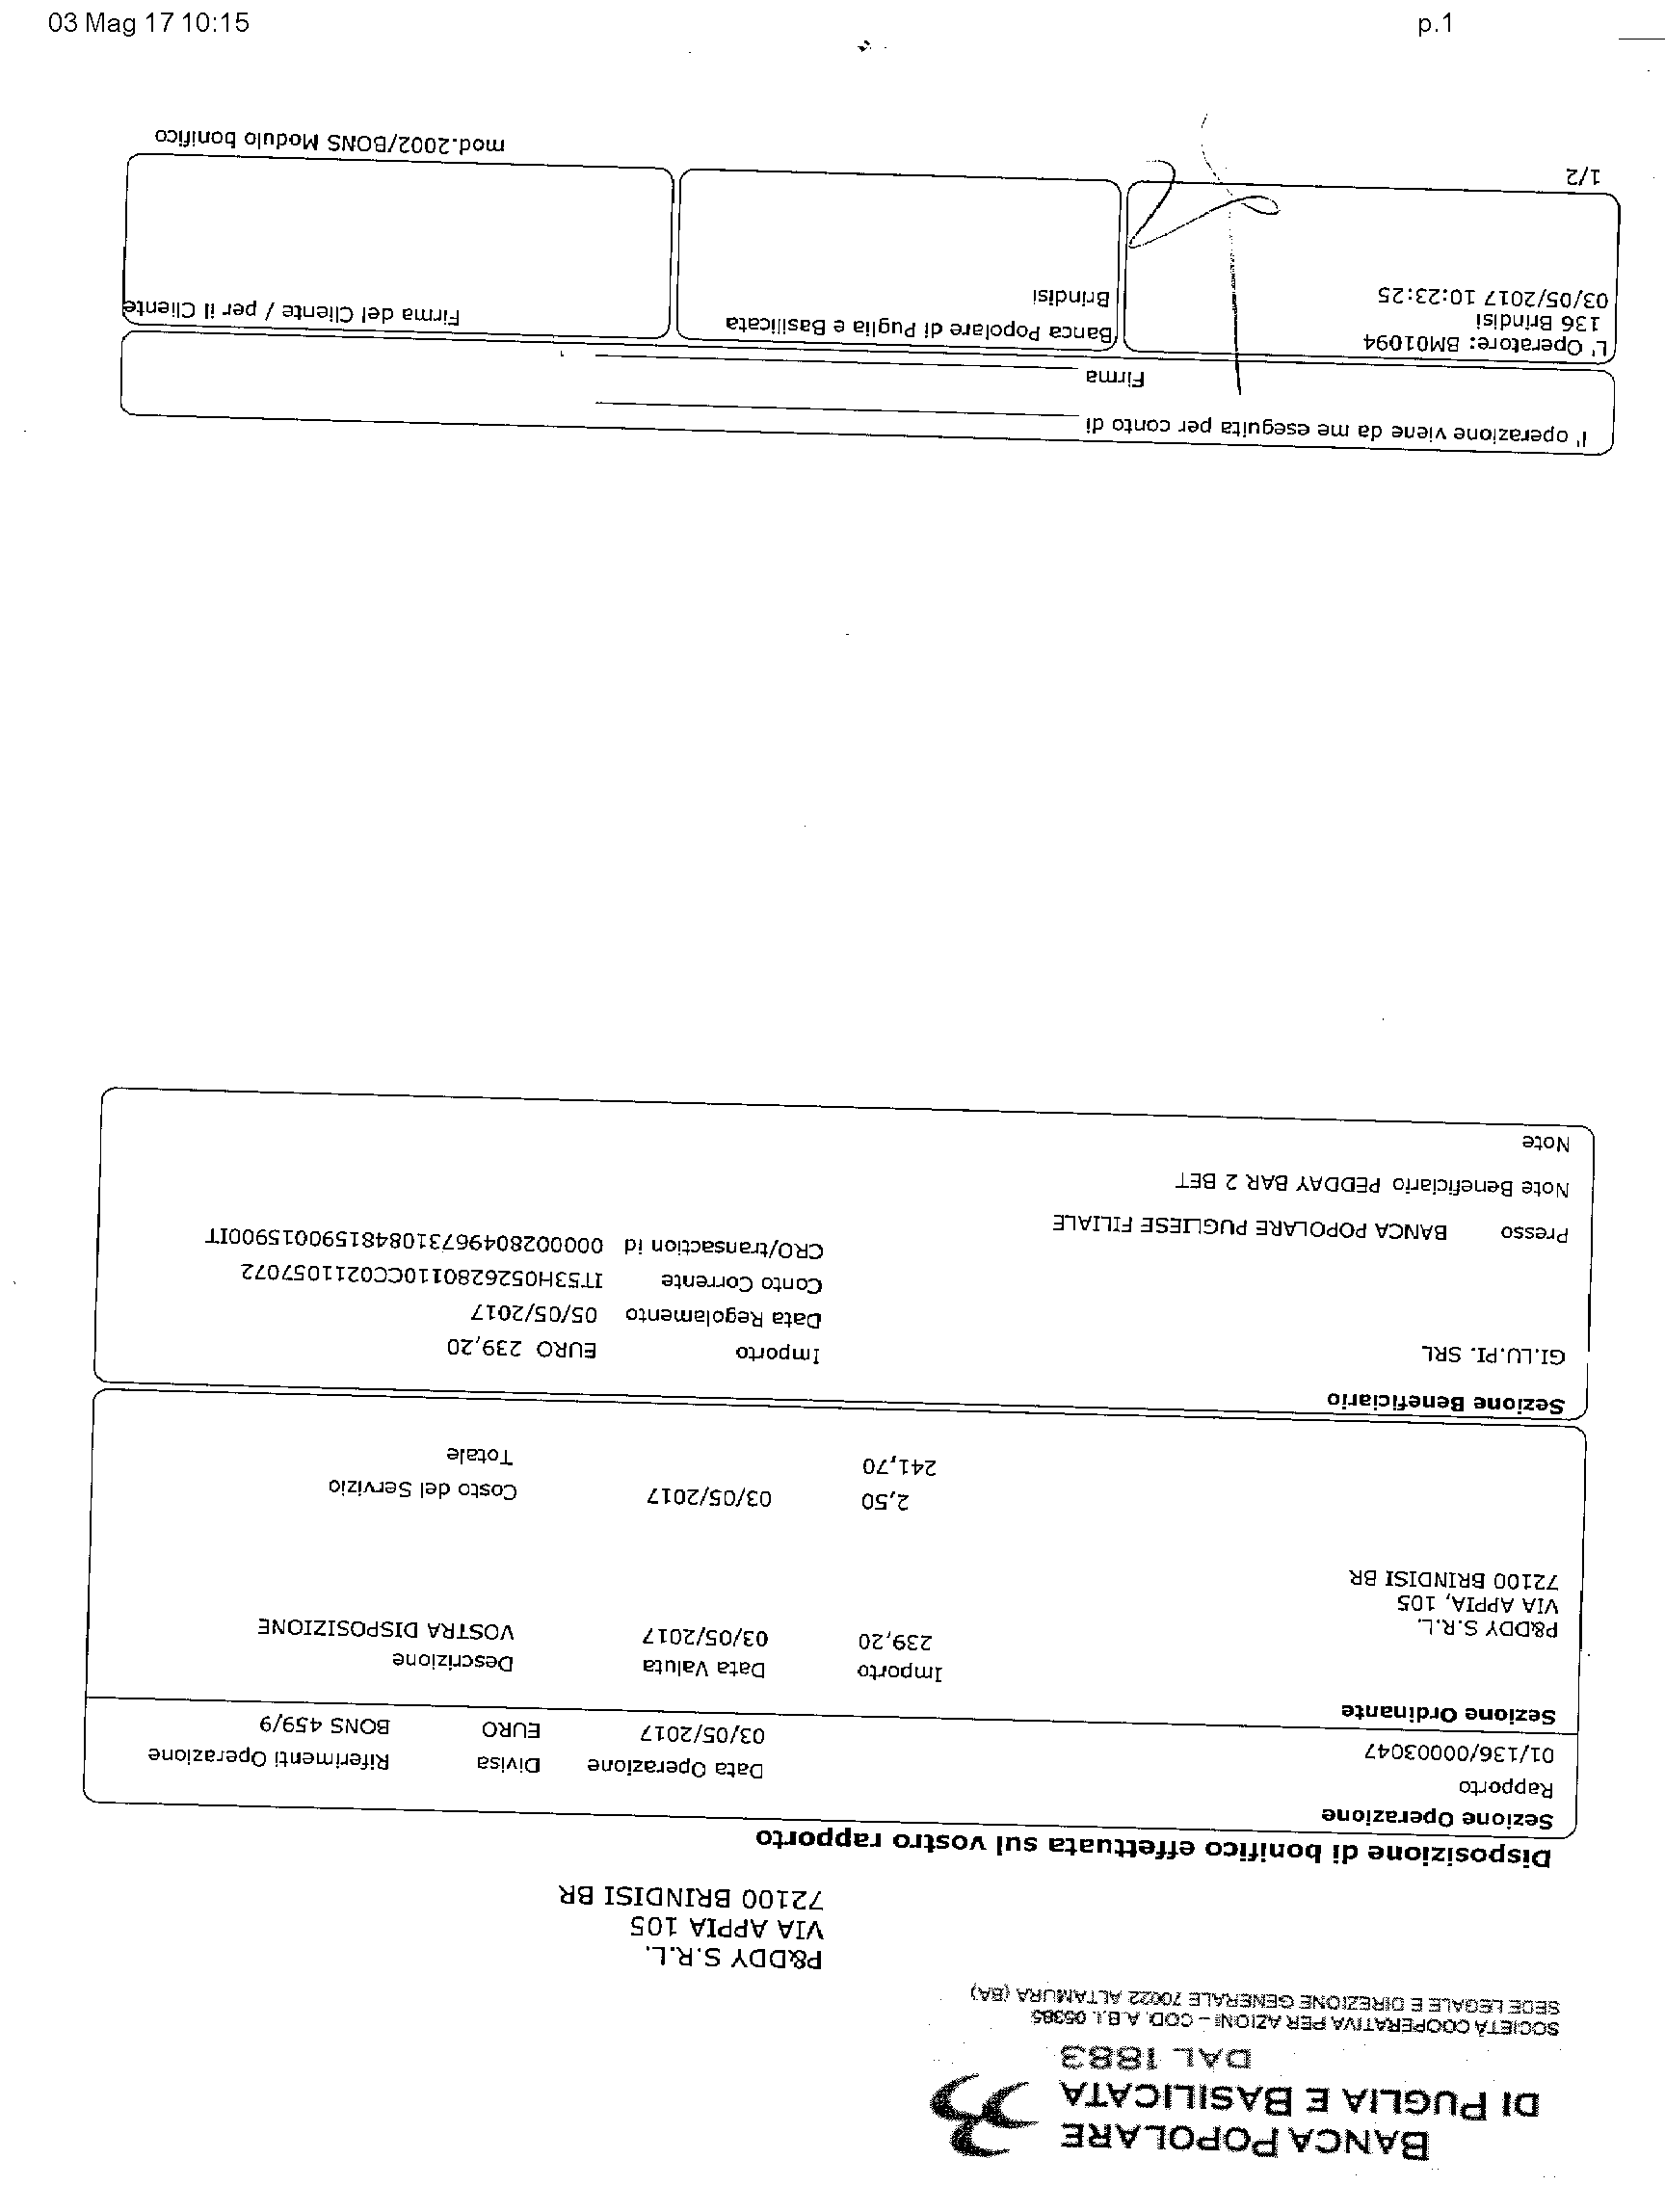 03 Mag 17 10:15 p.1
BANCA POPOLARE
DI PUGLIA E BASILICATA
DAL 1883
SOCIETÀ COOPERATIVA PER AZIONI - COD. A.B.I. 05385
SEDE LEGALE E DIREZIONE GENERALE 70022 ALTAMURA (BA)
P&DDY S.R.L.
VIA APPIA 105
72100 BRINDISI BR
Disposizione di bonifico effettuata sul vostro rapporto
Sezione Operazione
Rapporto Data Operazione Divisa Riferimenti Operazione
01/136/00003047 03/05/2017 EURO BONS 459/9
Sezione Ordinante
Importo Data Valuta Descrizione
P&DDY S.R.L. 239,20 03/05/2017 VOSTRA DISPOSIZIONE
VIA APPIA, 105
72100 BRINDISI BR
2,50 03/05/2017 Costo del Servizio
241,70 Totale
Sezione Beneficiario
GI.LU.PI. SRL Importo EURO 239,20
Data Regolamento 05/05/2017
Conto Corrente IT53H0526280110CC0211057072
Presso BANCA POPOLARE PUGLIESE FILIALE CRO/transaction id 0000028049673108481590015900IT
Note Beneficiario PEDDAY BAR 2 BET
Note
l' operazione viene da me eseguita per conto di
Firma
L' Operatore: BM01094 Banca Popolare di Puglia e Basilicata Firma del Cliente / per il Cliente
136 Brindisi Brindisi
03/05/2017 10:23:25
1/2 mod.2002/BONS Modulo bonifico